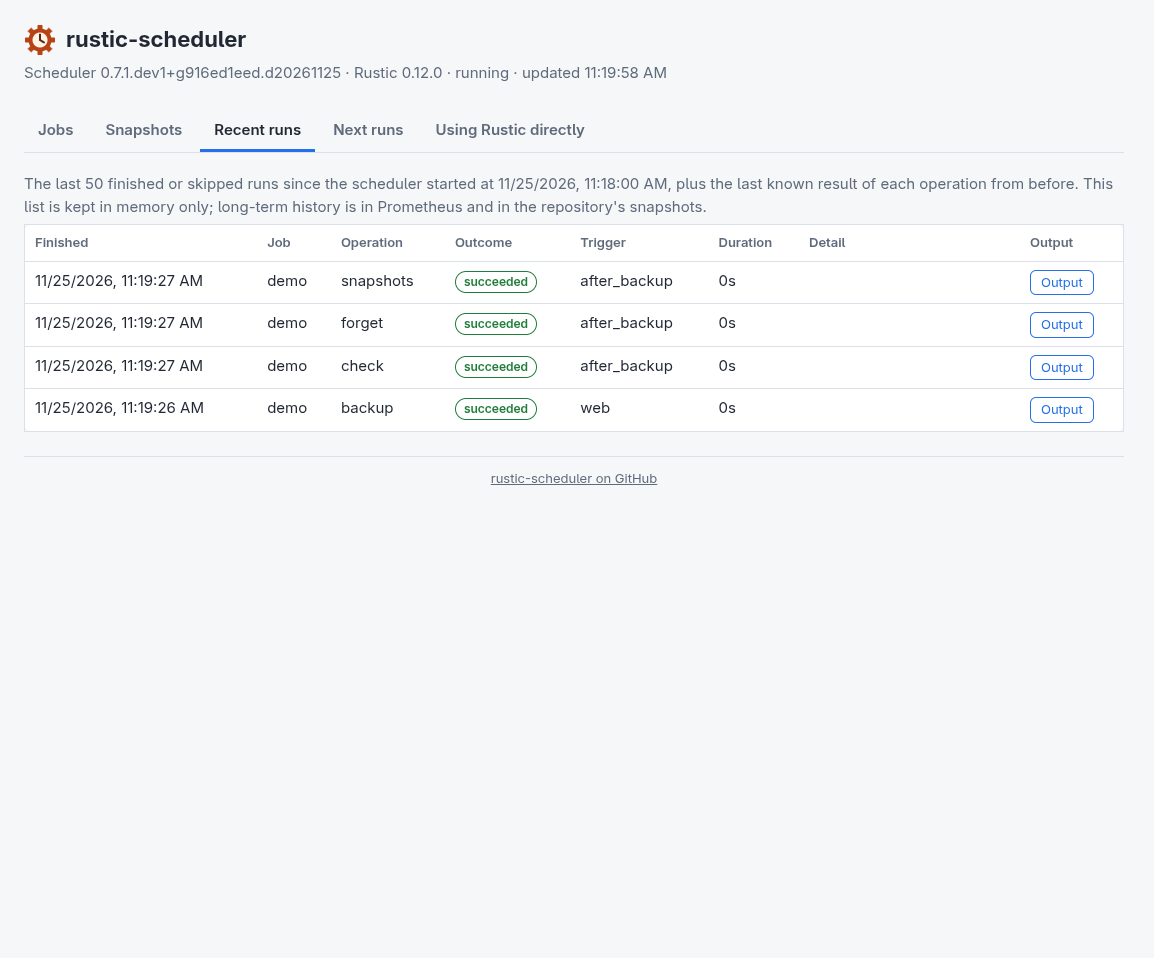 rustic-scheduler
Scheduler 0.7.1.dev1+g916ed1eed.d20261125 · Rustic 0.12.0 · running · updated 11:19:58 AM
Jobs Snapshots Recent runs Next runs Using Rustic directly
The last 50 finished or skipped runs since the scheduler started at 11/25/2026, 11:18:00 AM, plus the last known result of each operation from before. This
list is kept in memory only; long-term history is in Prometheus and in the repository's snapshots.
Finished Job Operation Outcome Trigger Duration Detail Output
11/25/2026, 11:19:27 AM demo snapshots succeeded after_backup 0s Output
11/25/2026, 11:19:27 AM demo forget succeeded after_backup 0s Output
11/25/2026, 11:19:27 AM demo check succeeded after_backup 0s Output
11/25/2026, 11:19:26 AM demo backup succeeded web 0s Output
rustic-scheduler on GitHub